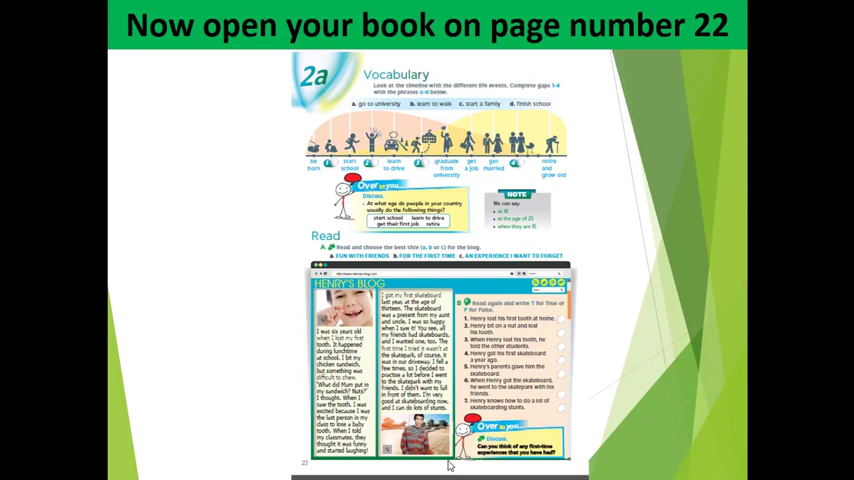 Now open your book on page number 22
2a
Vocabulary
Look at the timeline with the different life events. Complete gaps 1-4
with the phrases a-d below.
a. go to university b. learn to walk c. start a family d. finish school
be
born
1
start
school
2
learn
to drive
3
graduate
from
university
get
a job
get
married
4
retire
and
grow old
Over to you...
Discuss.
• At what age do people in your country
usually do the following things?
start school learn to drive
get their first job retire
NOTE
We can say:
• at 18
• at the age of 25
• when they are 15
Read
A Read and choose the best title (a, b or c) for the blog.
a. FUN WITH FRIENDS b. FOR THE FIRST TIME c. AN EXPERIENCE I WANT TO FORGET
HENRY'S BLOG
I was six years old
when I lost my first
tooth. It happened
during lunchtime
at school. I bit my
chicken sandwich,
but something was
difficult to chew.
'What did Mum put in
my sandwich? Nuts?'
I thought. When I
saw the tooth, I was
excited because I was
the last person in my
class to lose a baby
tooth. When I told
my classmates, they
thought it was funny
and started laughing!
I got my first skateboard
last year, at the age of
thirteen. The skateboard
was a present from my aunt
and uncle. I was so happy
when I saw it! You see, all
my friends had skateboards,
and I wanted one, too. The
first time I tried it wasn't at
the skatepark, of course, it
was in our driveway. I fell a
few times, so I decided to
practise a lot before I went
to the skatepark with my
friends. I didn't want to fall
in front of them. I'm very
good at skateboarding now,
and I can do lots of stunts.
B Read again and write T for True or
F for False.
1. Henry lost his first tooth at home.
2. Henry bit on a nut and lost
his tooth.
3. When Henry lost his tooth, he
told the other students.
4. Henry got his first skateboard
a year ago.
5. Henry's parents gave him the
skateboard.
6. When Henry got the skateboard,
he went to the skatepark with his
friends.
7. Henry knows how to do a lot of
skateboarding stunts.
Over to you...
Discuss.
Can you think of any first-time
experiences that you have had?
22